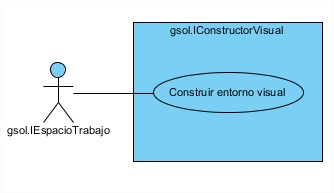 gsol.IConstructorVisual
Construir entorno visual
gsol.IEspacioTrabajo